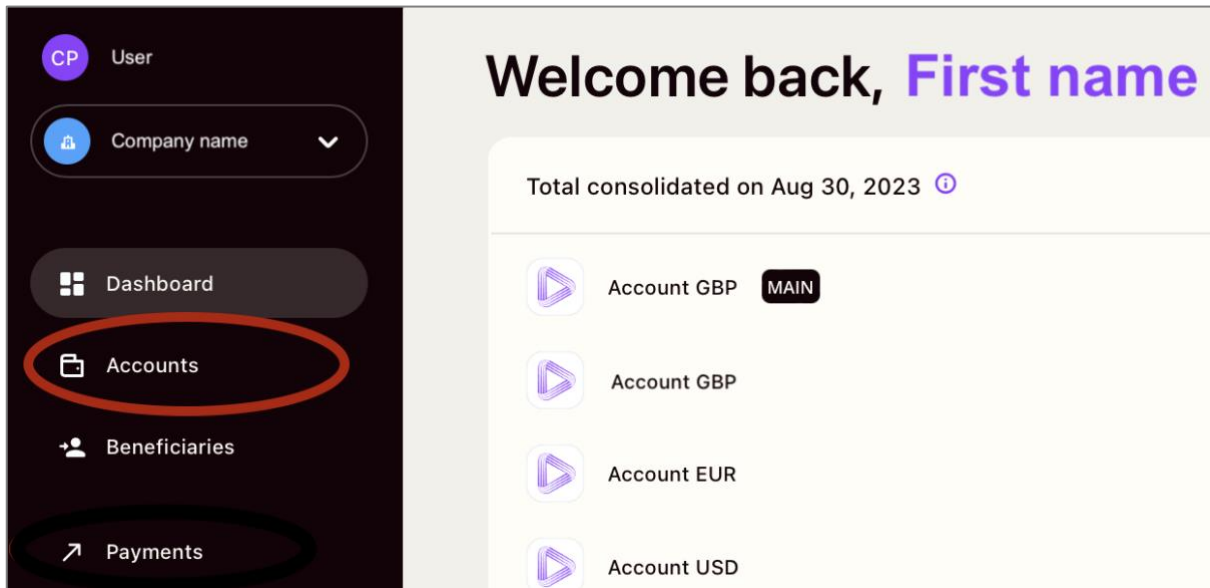 CP User
Company name
Dashboard
Accounts
Beneficiaries
Payments
Welcome back, First name
Total consolidated on Aug 30, 2023
Account GBP MAIN
Account GBP
Account EUR
Account USD